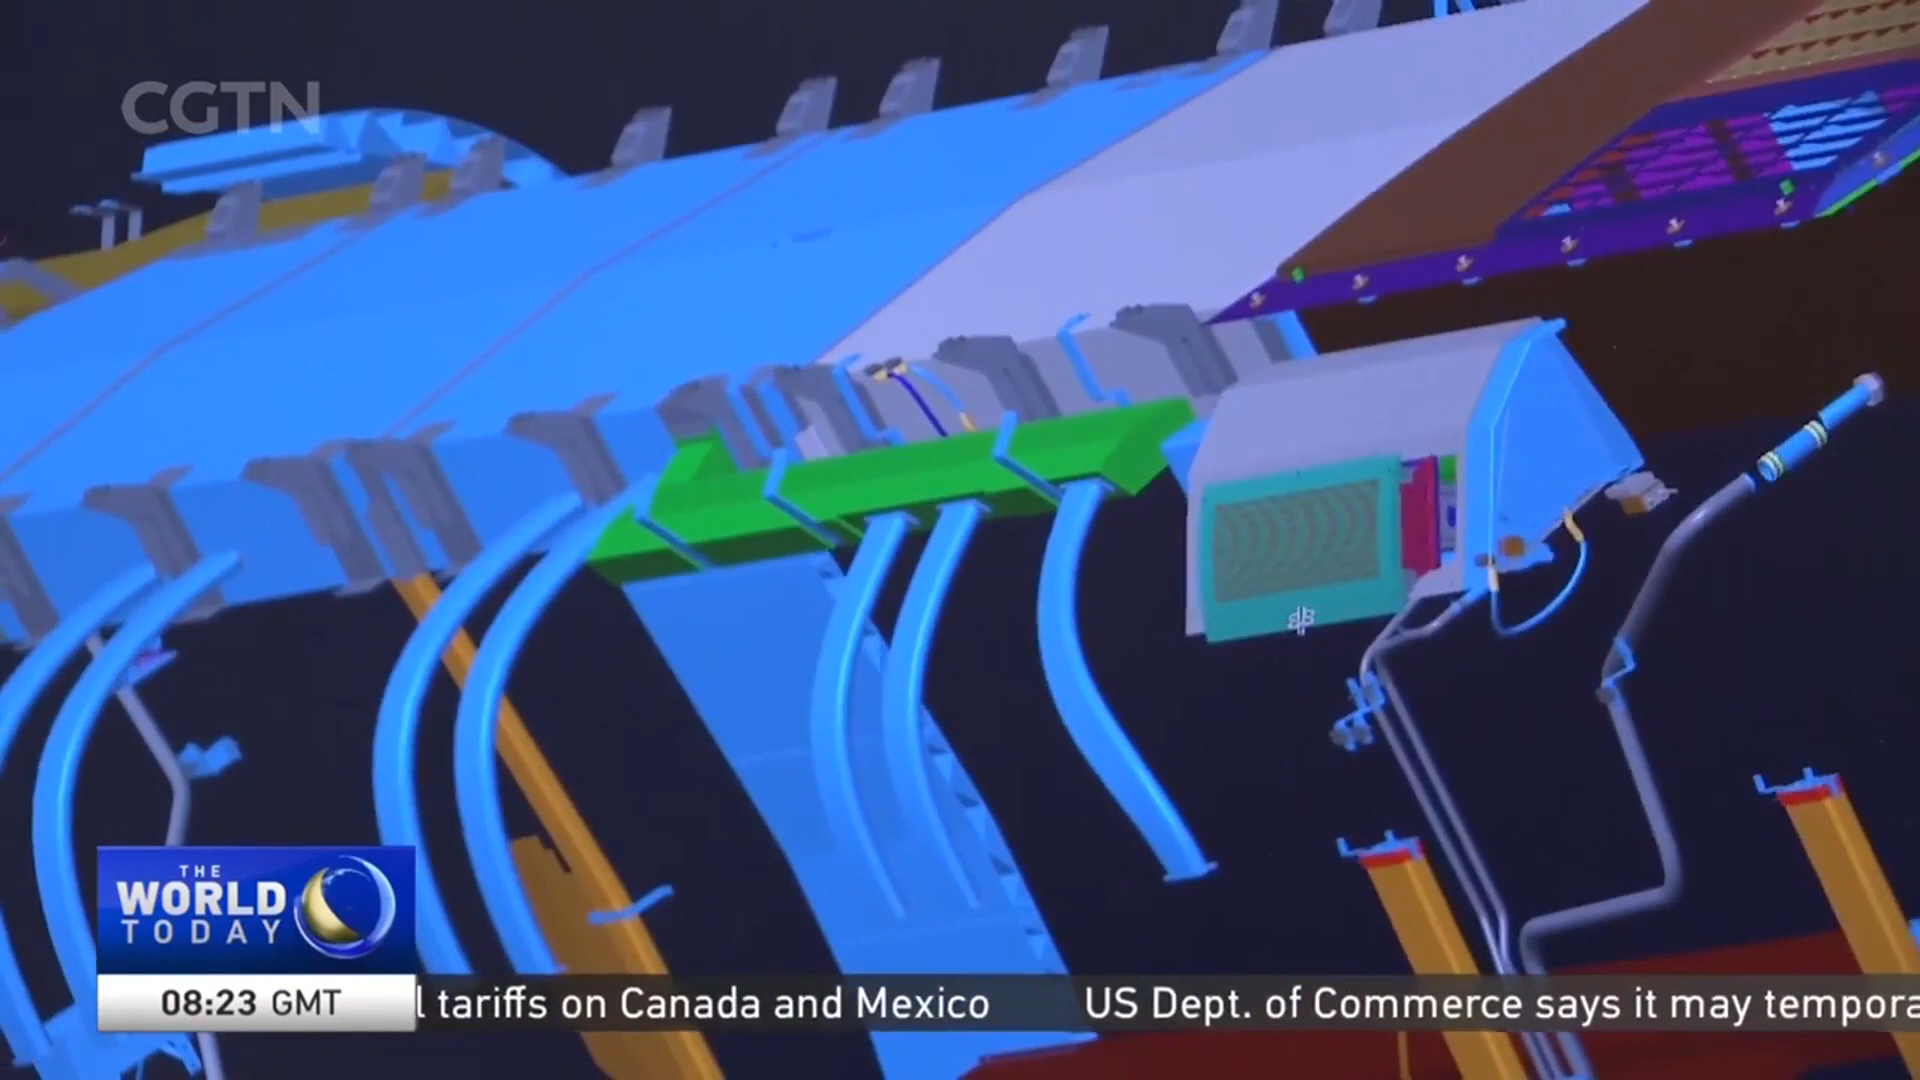 CGTN
THE
WORLD
TODAY
08:23 GMT
l tariffs on Canada and Mexico
US Dept. of Commerce says it may tempora